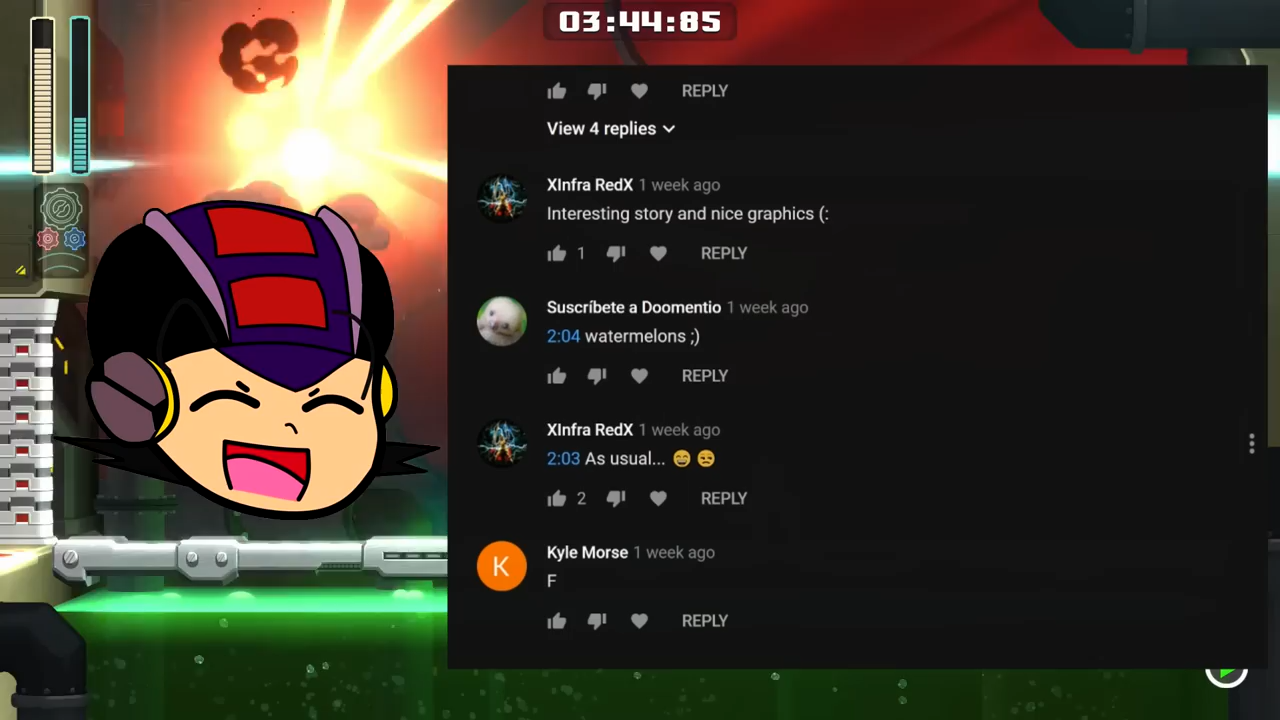 03:44:85
REPLY
View 4 replies
XInfra RedX 1 week ago
Interesting story and nice graphics (:
1 REPLY
Suscríbete a Doomentio 1 week ago
2:04 watermelons ;)
REPLY
XInfra RedX 1 week ago
2:03 As usual... 😄 😒
2 REPLY
K
Kyle Morse 1 week ago
F
REPLY